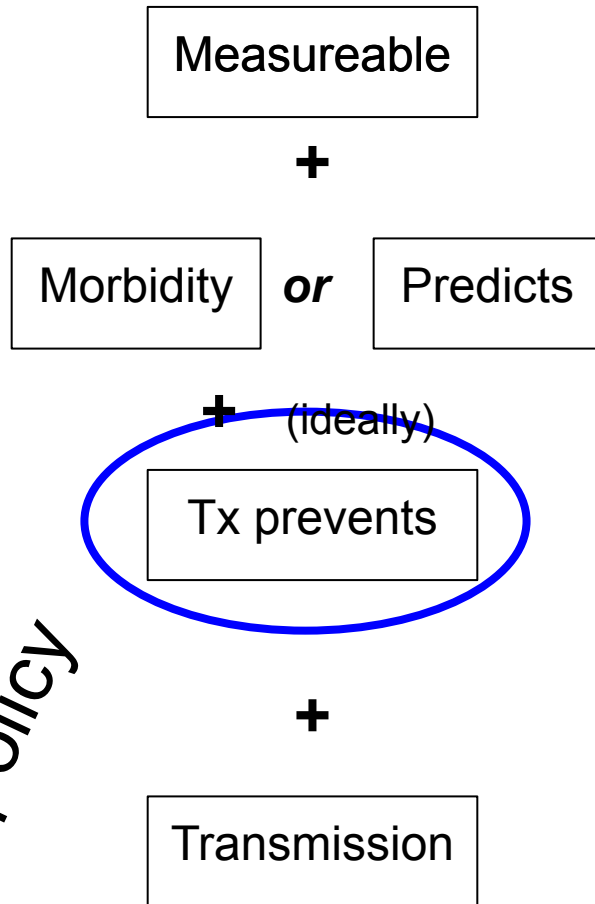 Measureable
+
Morbidity or Predicts
+ (ideally)
Tx prevents
+
Transmission